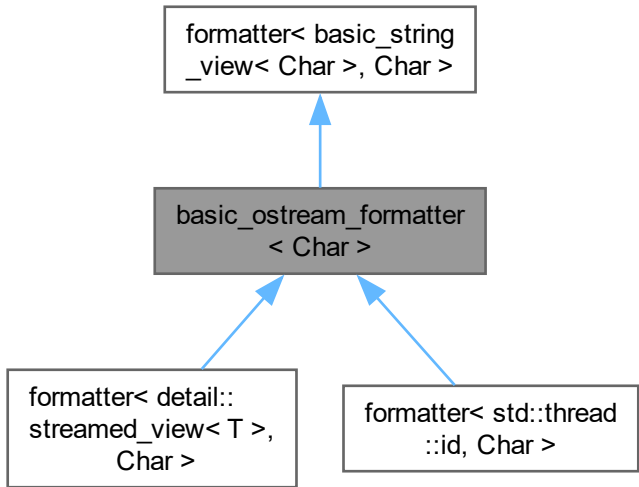 formatter< basic_string
_view< Char >, Char >
basic_ostream_formatter
< Char >
formatter< detail::
streamed_view< T >,
Char >
formatter< std::thread
::id, Char >